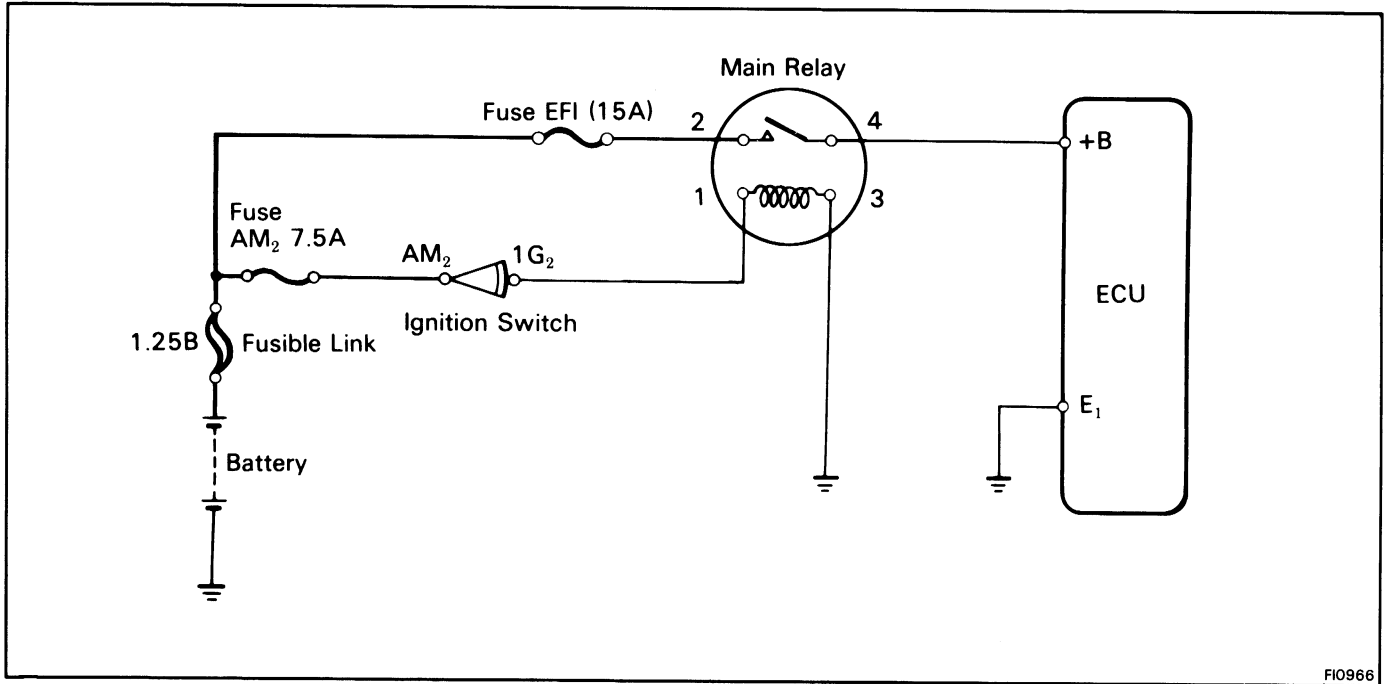 Main Relay
Fuse EFI (15A)
2
4
+B
1
3
Fuse
AM₂ 7.5A
AM₂
1G₂
Ignition Switch
ECU
1.25B
Fusible Link
E₁
Battery
FI0966